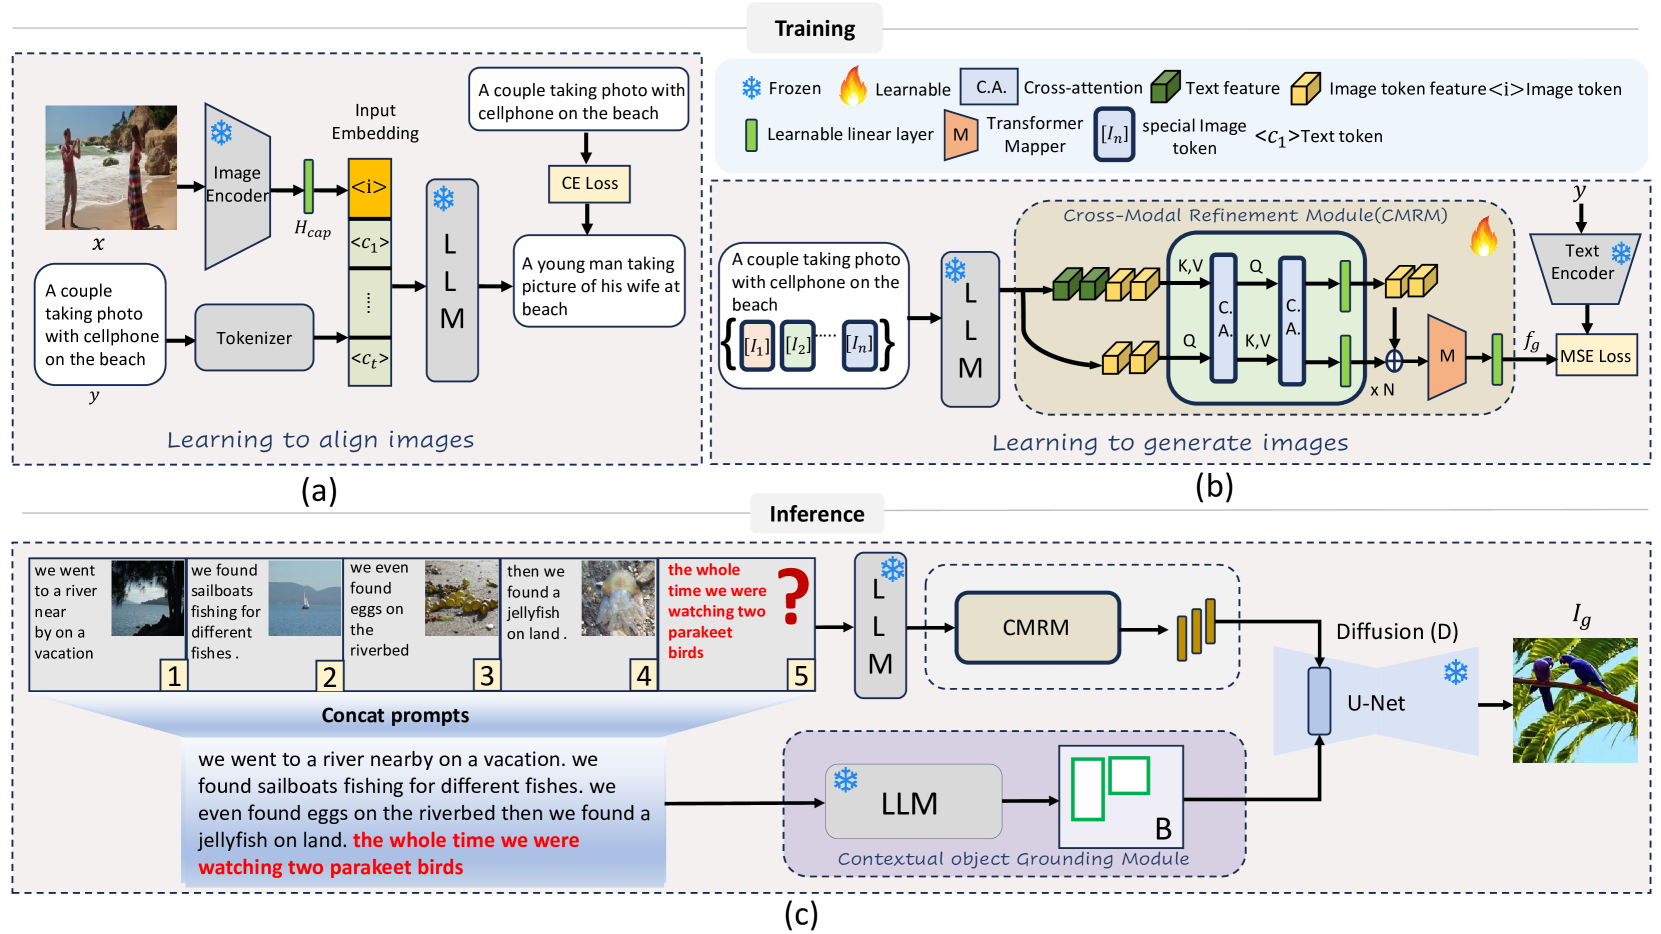 Training
A couple taking photo with
cellphone on the beach
Input
Embedding
Image
Encoder
<i>
CE Loss
H_cap
x
<c_1>
L
L
M
A young man taking
picture of his wife at
beach
A couple
taking photo
with cellphone
on the beach
Tokenizer
......
<c_t>
y
Learning to align images
(a)
Frozen
Learnable
C.A.
Cross-attention
Text feature
Image token feature
<i>Image token
Learnable linear layer
M
Transformer
Mapper
[I_n]
special Image
token
<c_1>Text token
Cross-Modal Refinement Module(CMRM)
y
A couple taking photo
with cellphone on the
beach
{ [I_1] [I_2] ...... [I_n] }
L
L
M
K,V
Q
C.
A.
Q
K,V
C.
A.
x N
M
f_g
Text
Encoder
MSE Loss
Learning to generate images
(b)
Inference
we went
to a river
near
by on a
vacation
1
we found
sailboats
fishing for
different
fishes .
2
we even
found
eggs on
the
riverbed
3
then we
found a
jellyfish
on land .
4
the whole
time we were
watching two
parakeet
birds
?
5
L
L
M
CMRM
Diffusion (D)
U-Net
I_g
Concat prompts
we went to a river nearby on a vacation. we
found sailboats fishing for different fishes. we
even found eggs on the riverbed then we found a
jellyfish on land. the whole time we were
watching two parakeet birds
LLM
B
Contextual object Grounding Module
(c)